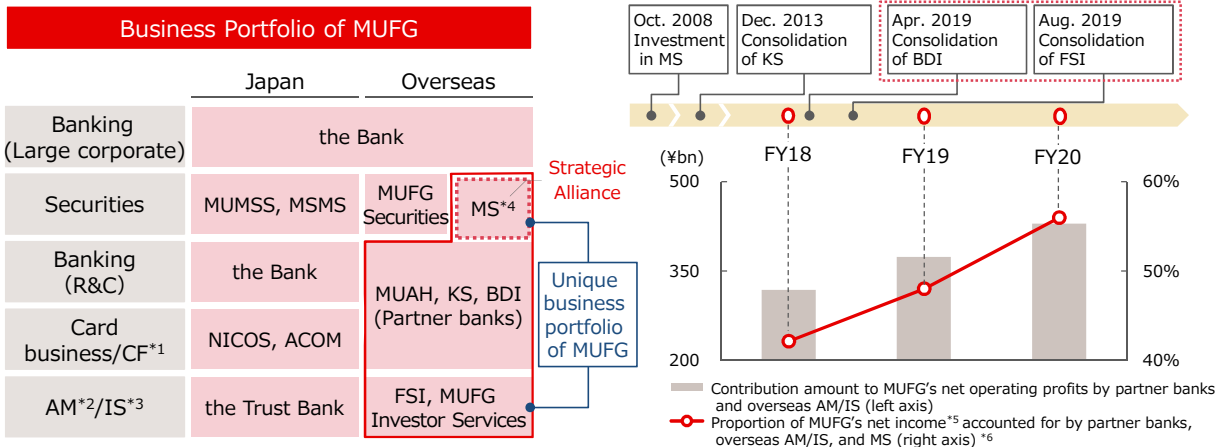 Business Portfolio of MUFG
Japan
Overseas
Banking
(Large corporate)
the Bank
Securities
MUMSS, MSMS
MUFG
Securities
MS*4
Strategic
Alliance
Banking
(R&C)
the Bank
MUAH, KS, BDI
(Partner banks)
Card
business/CF*1
NICOS, ACOM
AM*2/IS*3
the Trust Bank
FSI, MUFG
Investor Services
Unique
business
portfolio
of MUFG
Oct. 2008
Investment
in MS
Dec. 2013
Consolidation
of KS
Apr. 2019
Consolidation
of BDI
Aug. 2019
Consolidation
of FSI
(¥bn)
FY18
FY19
FY20
500
350
200
60%
50%
40%
Contribution amount to MUFG's net operating profits by partner banks
and overseas AM/IS (left axis)
Proportion of MUFG's net income*5 accounted for by partner banks,
overseas AM/IS, and MS (right axis) *6